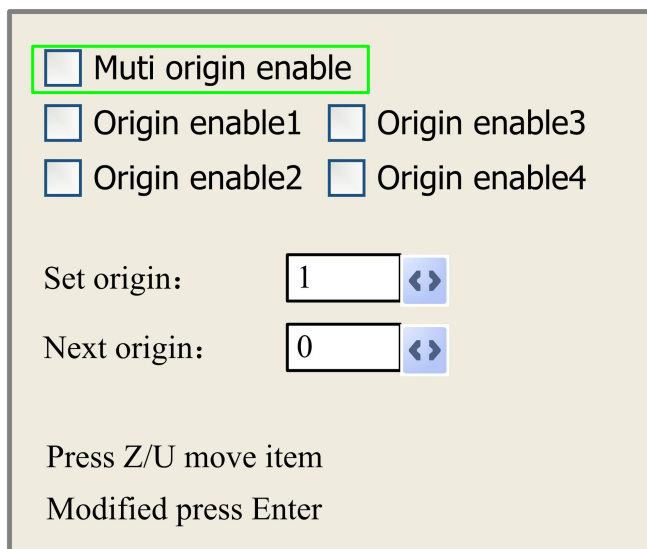 Muti origin enable
Origin enable1 Origin enable3
Origin enable2 Origin enable4
Set origin： 1
Next origin： 0
Press Z/U move item
Modified press Enter